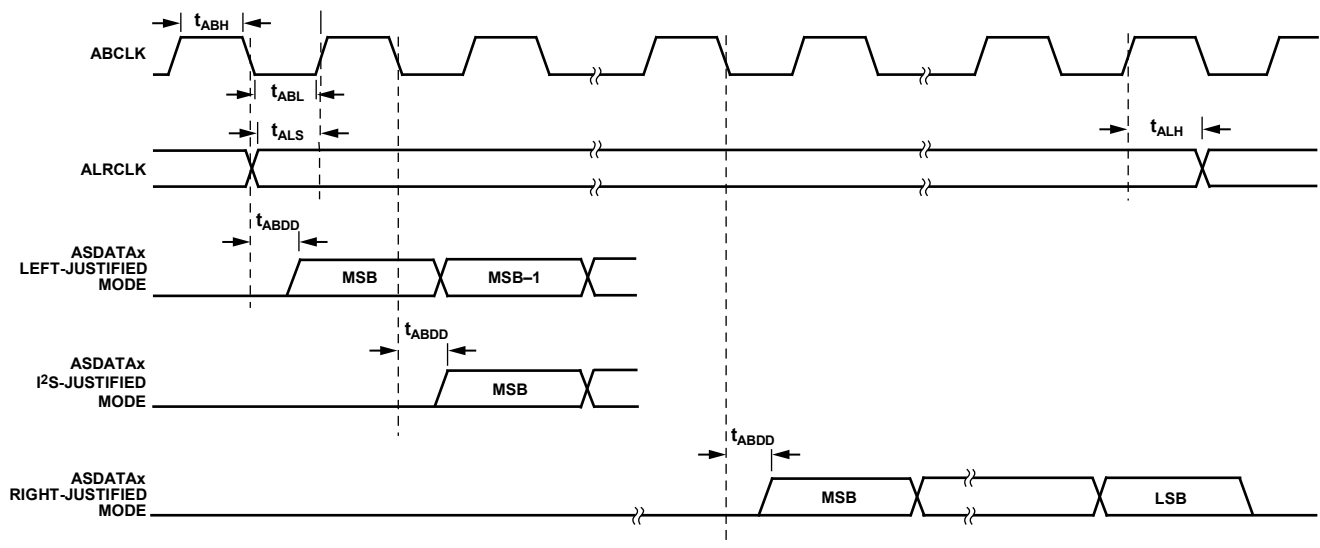 tABH
ABCLK
tABL
tALS
tALH
ALRCLK
tABDD
ASDATAx
LEFT-JUSTIFIED
MODE
MSB
MSB–1
tABDD
ASDATAx
I2S-JUSTIFIED
MODE
MSB
tABDD
ASDATAx
RIGHT-JUSTIFIED
MODE
MSB
LSB